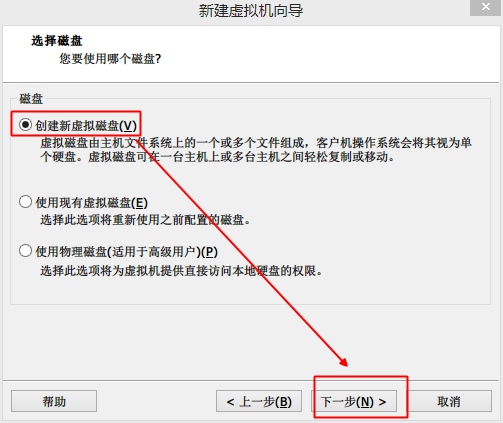 新建虚拟机向导
选择磁盘
您要使用哪个磁盘?
磁盘
创建新虚拟磁盘(V)
虚拟磁盘由主机文件系统上的一个或多个文件组成，客户机操作系统会将其视为单
个硬盘。虚拟磁盘可在一台主机上或多台主机之间轻松复制或移动。
使用现有虚拟磁盘(E)
选择此选项将重新使用之前配置的磁盘。
使用物理磁盘(适用于高级用户)(P)
选择此选项将为虚拟机提供直接访问本地硬盘的权限。
帮助
< 上一步(B)
下一步(N) >
取消